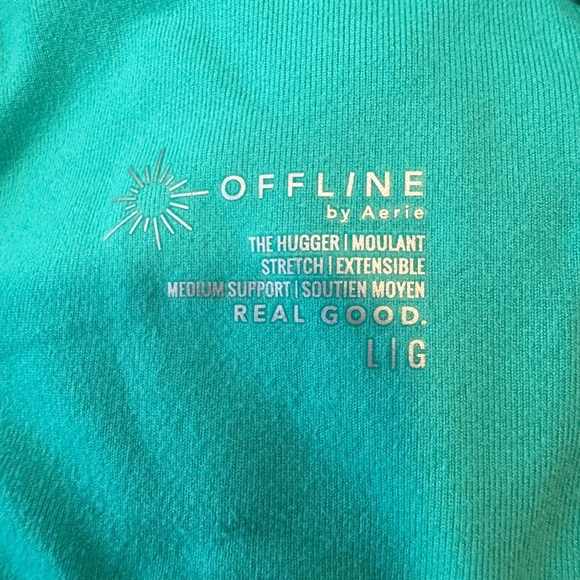 OFFLINE
by Aerie
THE HUGGER | MOULANT
STRETCH | EXTENSIBLE
MEDIUM SUPPORT | SOUTIEN MOYEN
REAL GOOD.
L | G